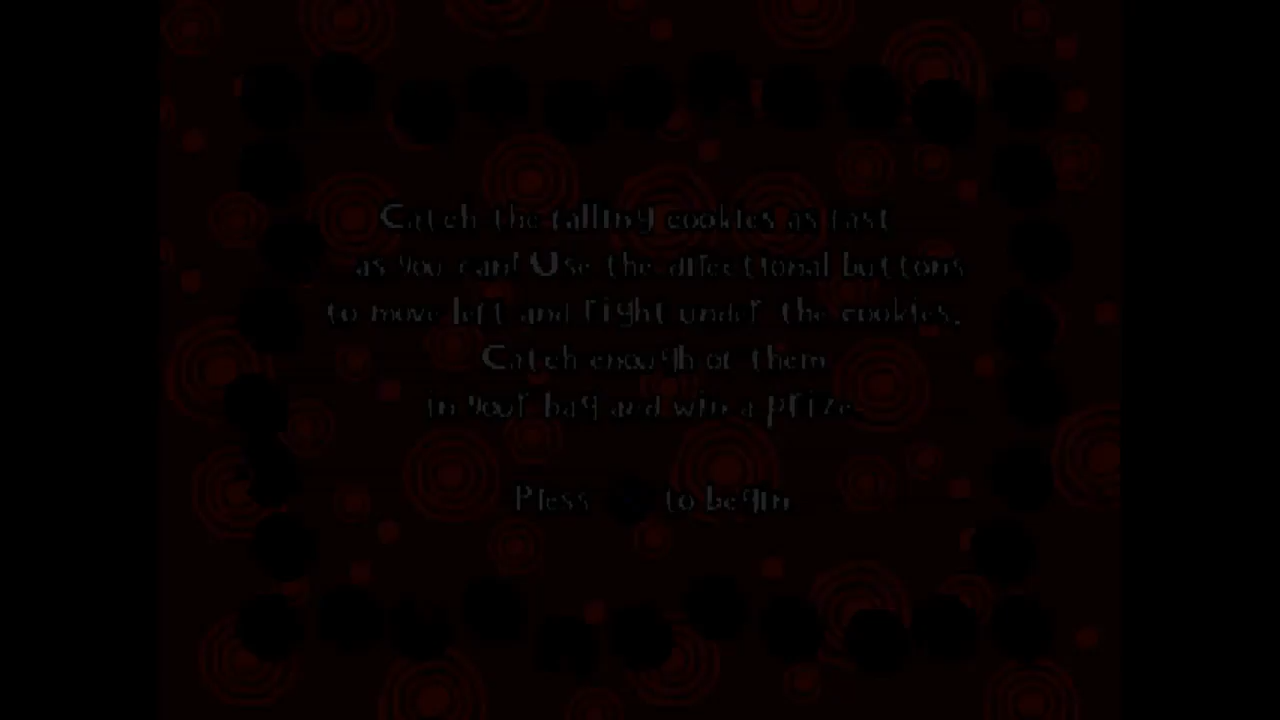 Catch the falling cookies as fast
as you can! Use the directional buttons
to move left and right under the cookies.
Catch enough of them
in your bag and win a prize.
Press to begin